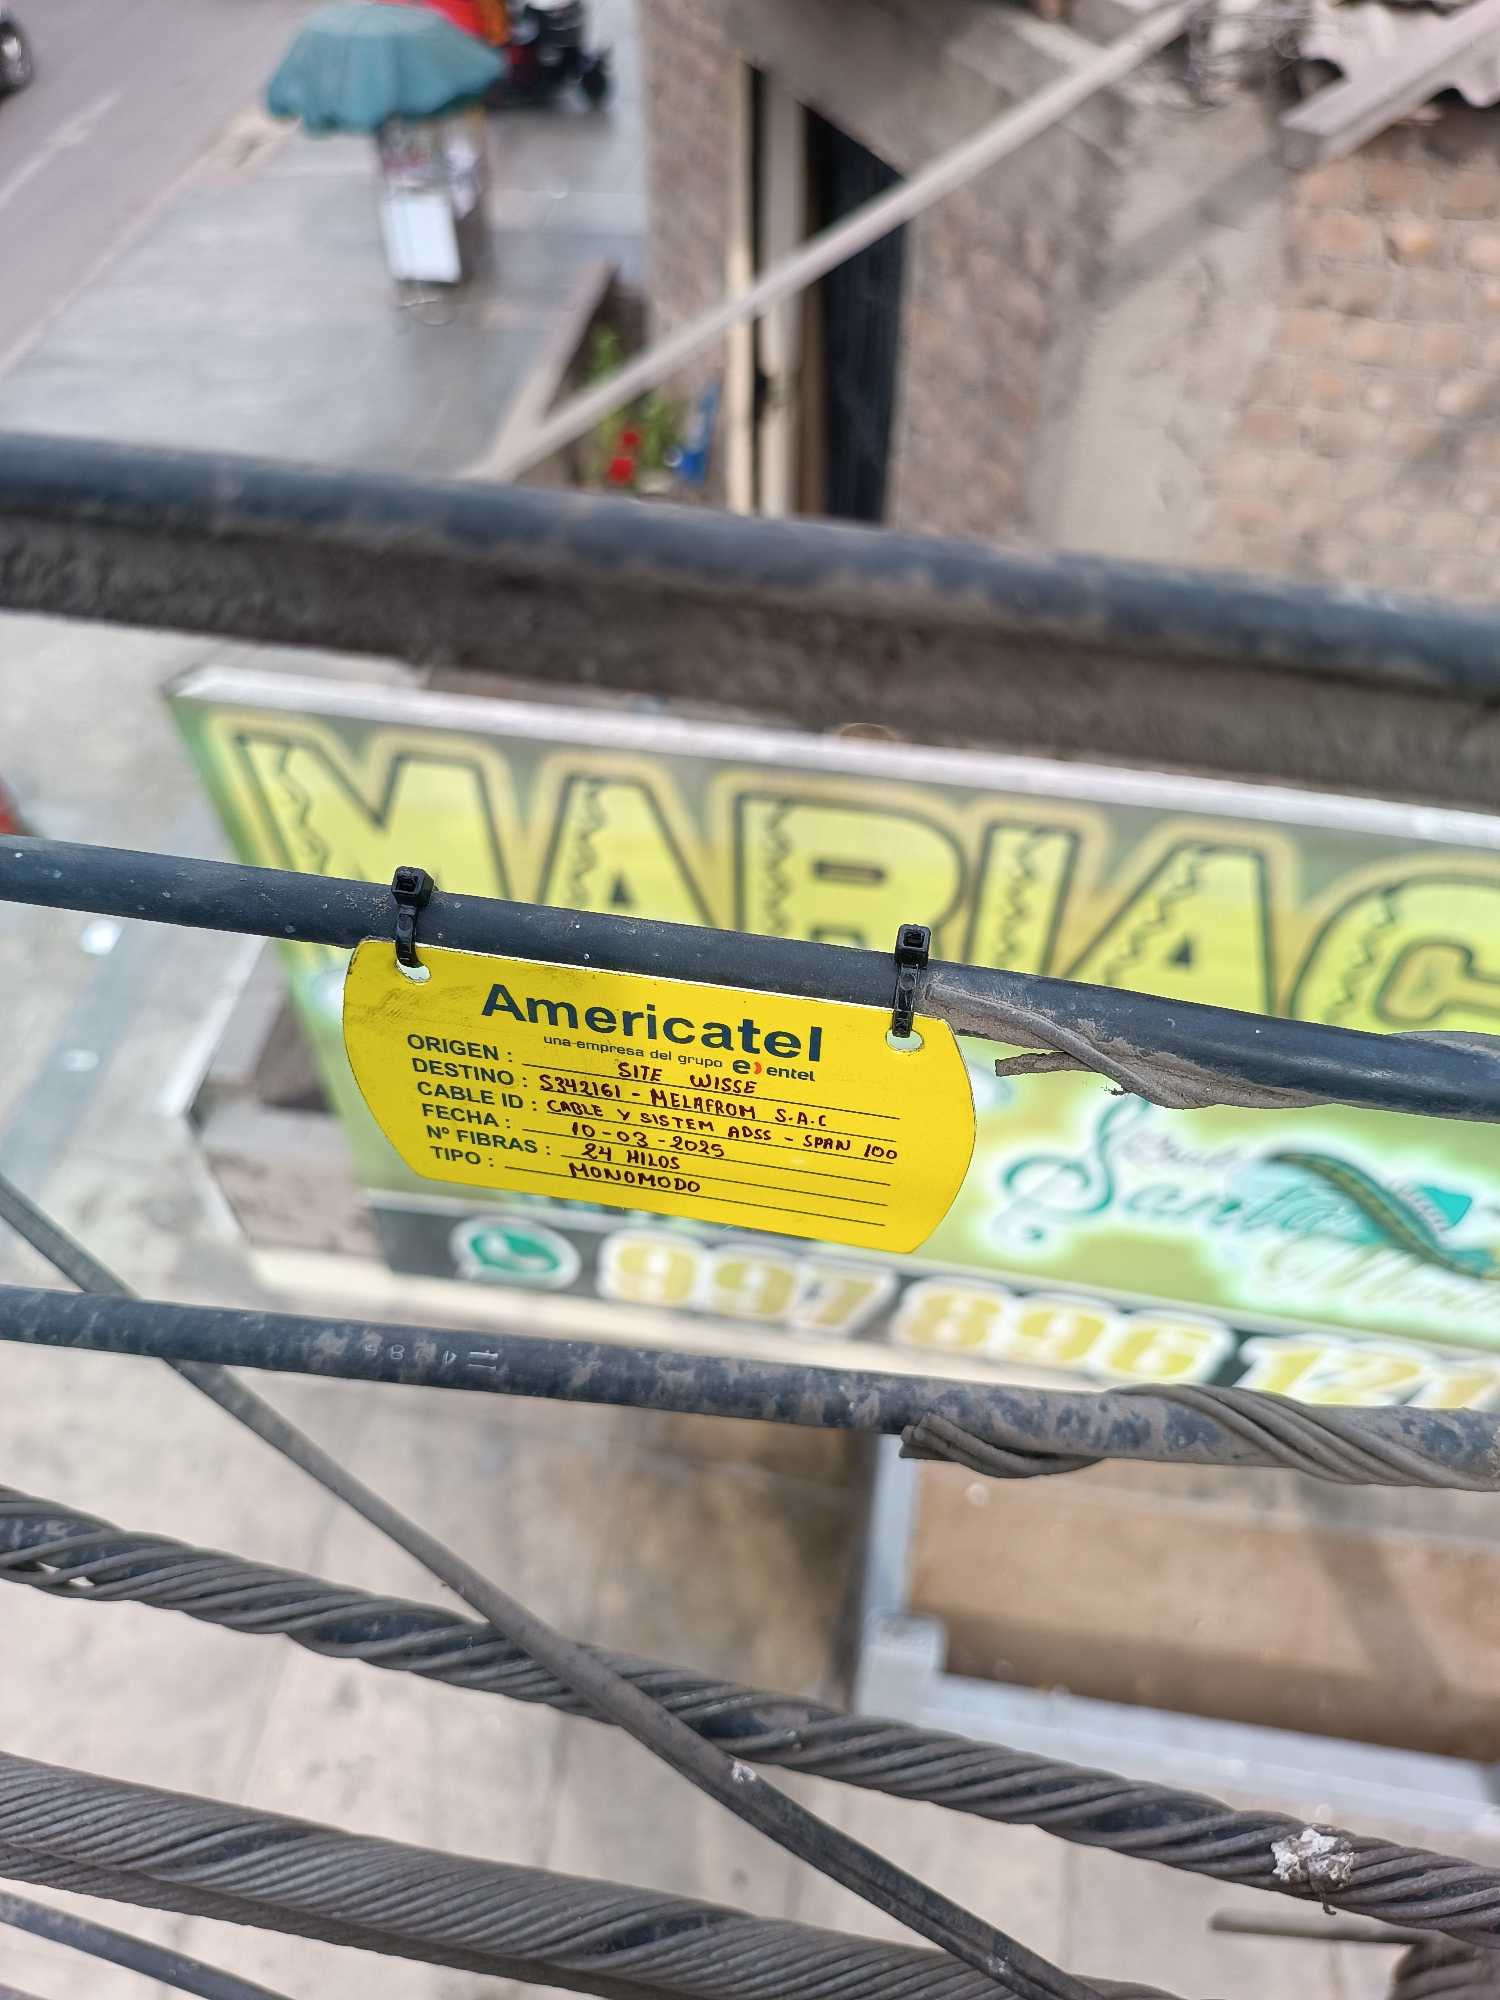 MARIAC
Americatel
una empresa del grupo entel
ORIGEN : SITE WISSE
DESTINO : S342161 - MELAFROM S.A.C
CABLE ID : CABLE Y SISTEM ADSS - SPAN 100
FECHA : 10-03-2025
N° FIBRAS : 24 HILOS
TIPO : MONOMODO
997 896 121